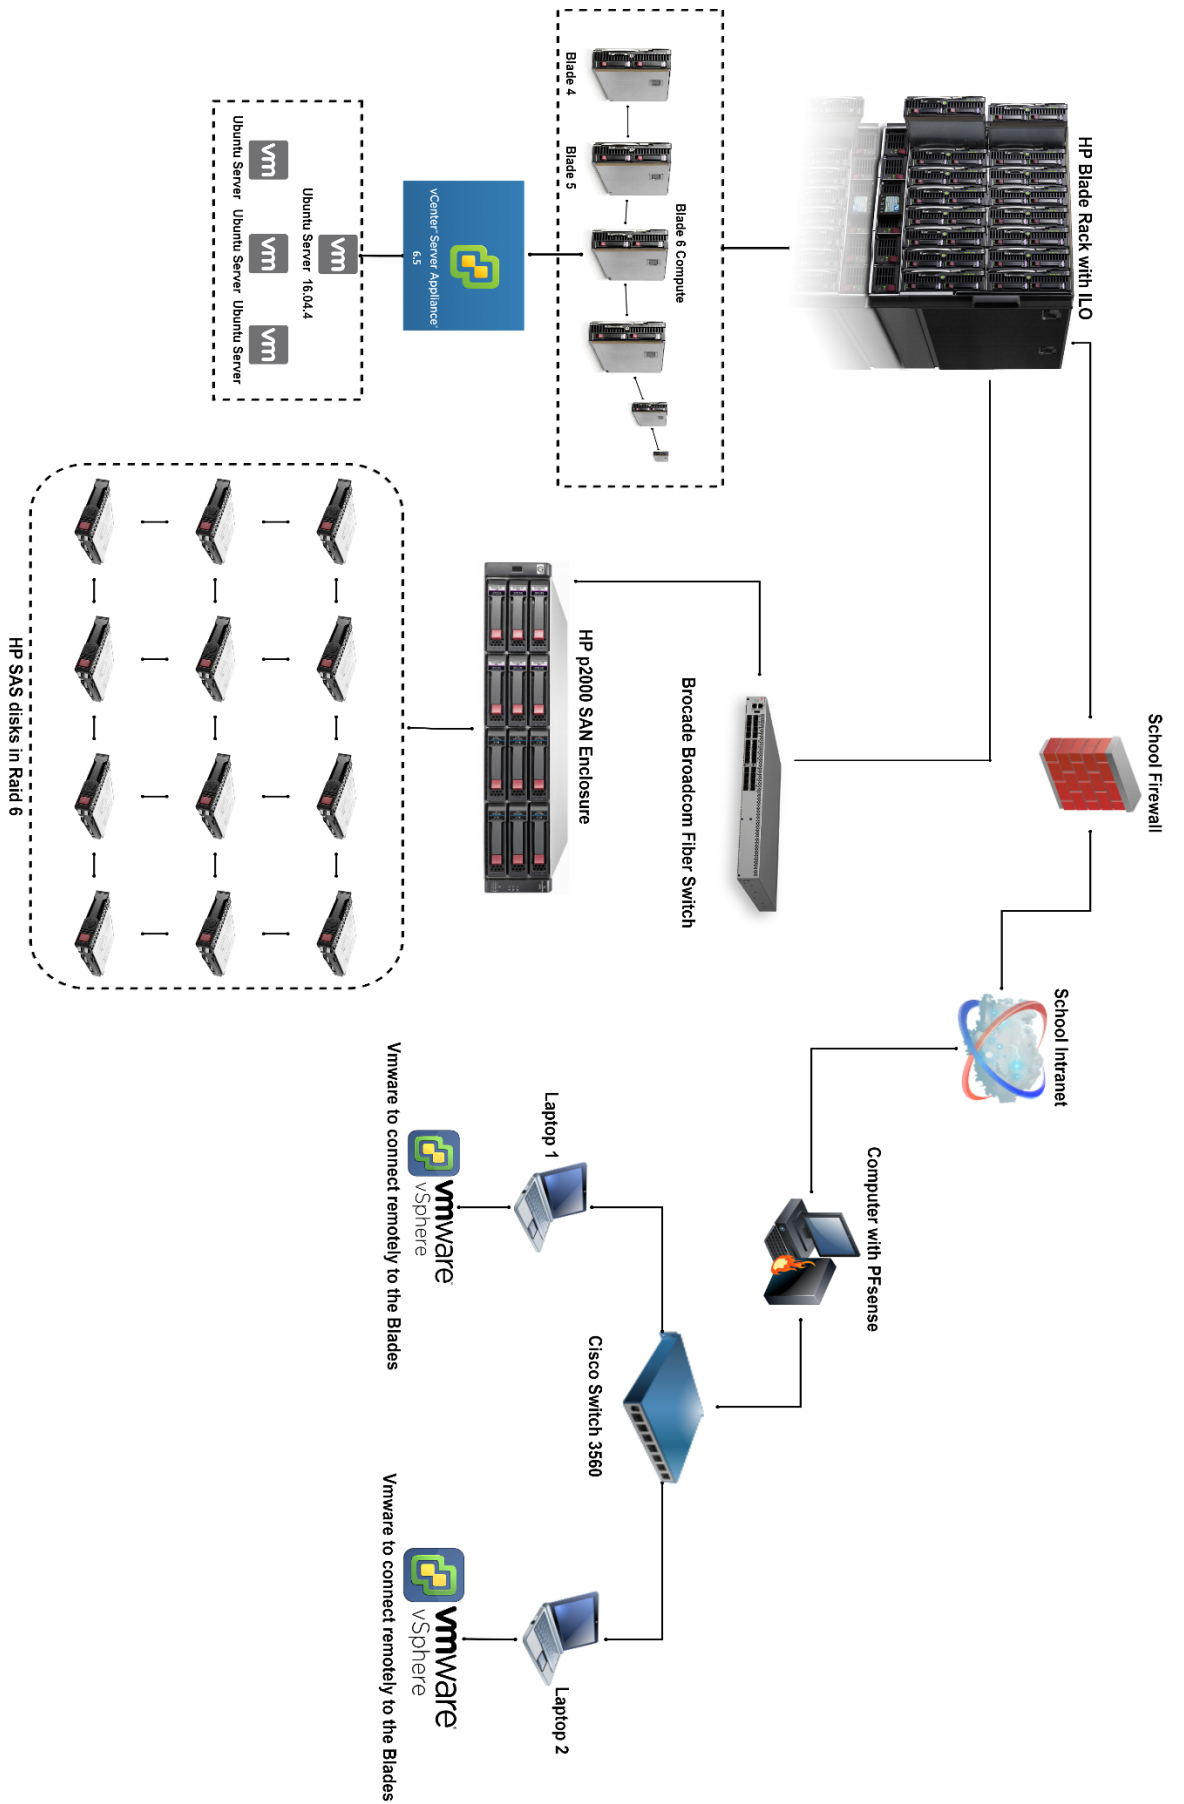 School Firewall
HP Blade Rack with ILO
School Intranet
Computer with PFsense
Brocade Broadcom Fiber Switch
Blade 6 Compute
Blade 4
Blade 5
HP p2000 SAN Enclosure
Cisco Switch 3560
Laptop 1
Laptop 2
vCenter® Server Appliance™
6.5
vmware®
vSphere
vmware®
vSphere
Vmware to connect remotely to the Blades
Vmware to connect remotely to the Blades
vm
Ubuntu Server 16.04.4
vm
vm
vm
Ubuntu Server
Ubuntu Server
Ubuntu Server
HP SAS disks in Raid 6